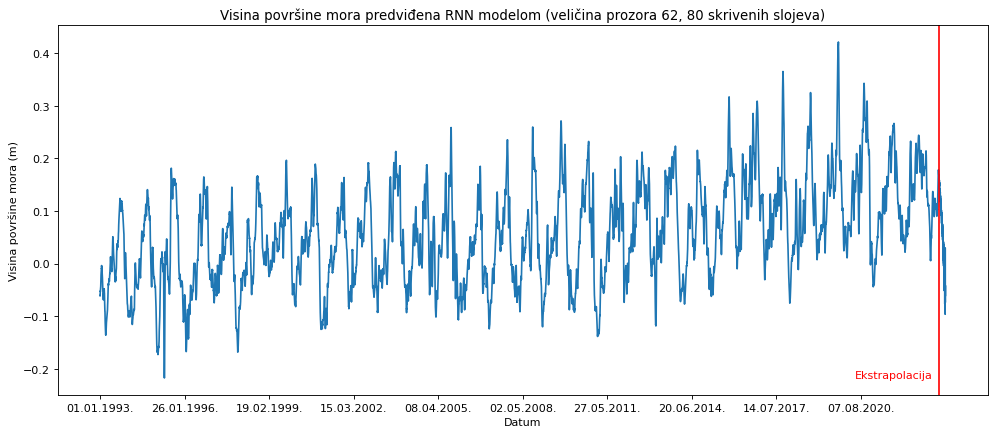 Visina površine mora predviđena RNN modelom (veličina prozora 62, 80 skrivenih slojeva)
Visina površine mora (m)
0.4
0.3
0.2
0.1
0.0
−0.1
−0.2
Ekstrapolacija
01.01.1993. 26.01.1996. 19.02.1999. 15.03.2002. 08.04.2005. 02.05.2008. 27.05.2011. 20.06.2014. 14.07.2017. 07.08.2020.
Datum